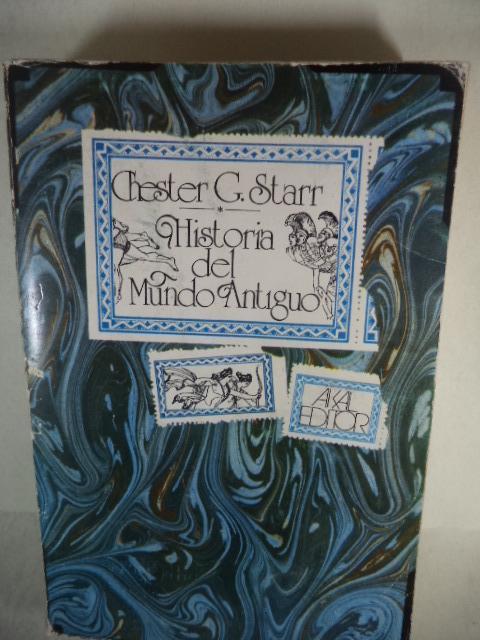 Chester G. Starr
Historia
del
Mundo Antiguo
AKAL
EDITOR